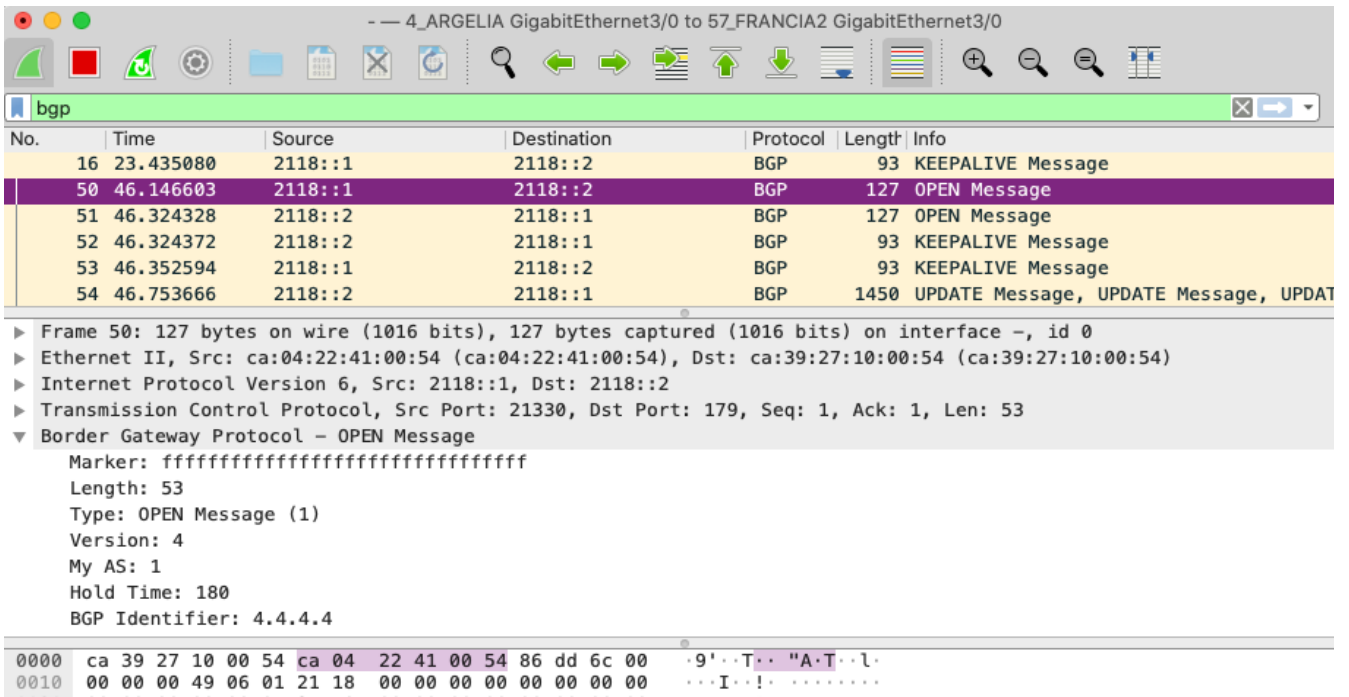 - — 4_ARGELIA GigabitEthernet3/0 to 57_FRANCIA2 GigabitEthernet3/0
bgp
No. Time Source Destination Protocol Length Info
16 23.435080 2118::1 2118::2 BGP 93 KEEPALIVE Message
50 46.146603 2118::1 2118::2 BGP 127 OPEN Message
51 46.324328 2118::2 2118::1 BGP 127 OPEN Message
52 46.324372 2118::2 2118::1 BGP 93 KEEPALIVE Message
53 46.352594 2118::1 2118::2 BGP 93 KEEPALIVE Message
54 46.753666 2118::2 2118::1 BGP 1450 UPDATE Message, UPDATE Message, UPDAT
Frame 50: 127 bytes on wire (1016 bits), 127 bytes captured (1016 bits) on interface –, id 0
Ethernet II, Src: ca:04:22:41:00:54 (ca:04:22:41:00:54), Dst: ca:39:27:10:00:54 (ca:39:27:10:00:54)
Internet Protocol Version 6, Src: 2118::1, Dst: 2118::2
Transmission Control Protocol, Src Port: 21330, Dst Port: 179, Seq: 1, Ack: 1, Len: 53
Border Gateway Protocol – OPEN Message
Marker: ffffffffffffffffffffffffffffffff
Length: 53
Type: OPEN Message (1)
Version: 4
My AS: 1
Hold Time: 180
BGP Identifier: 4.4.4.4
0000 ca 39 27 10 00 54 ca 04 22 41 00 54 86 dd 6c 00 ·9'··T·· "A·T··l·
0010 00 00 00 49 06 01 21 18 00 00 00 00 00 00 00 00 ···I··!· ········